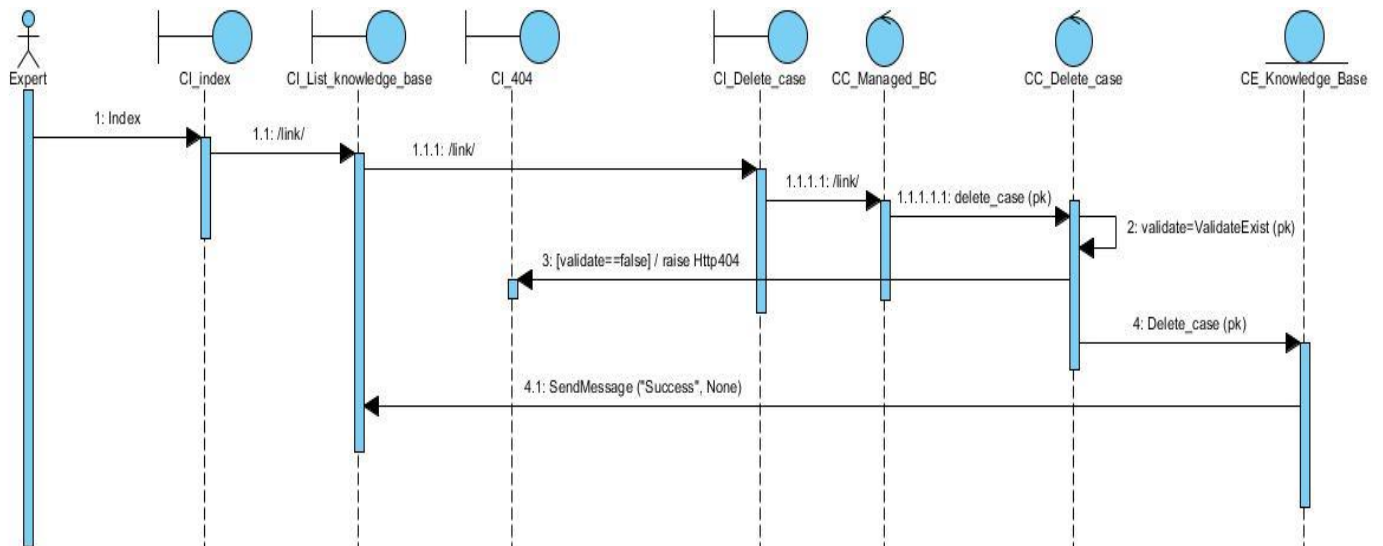 Expert
CI_index
CI_List_knowledge_base
CI_404
CI_Delete_case
CC_Managed_BC
CC_Delete_case
CE_Knowledge_Base
1: Index
1.1: /link/
1.1.1: /link/
1.1.1.1: /link/
1.1.1.1.1: delete_case (pk)
2: validate=ValidateExist (pk)
3: [validate==false] / raise Http404
4: Delete_case (pk)
4.1: SendMessage ("Success", None)